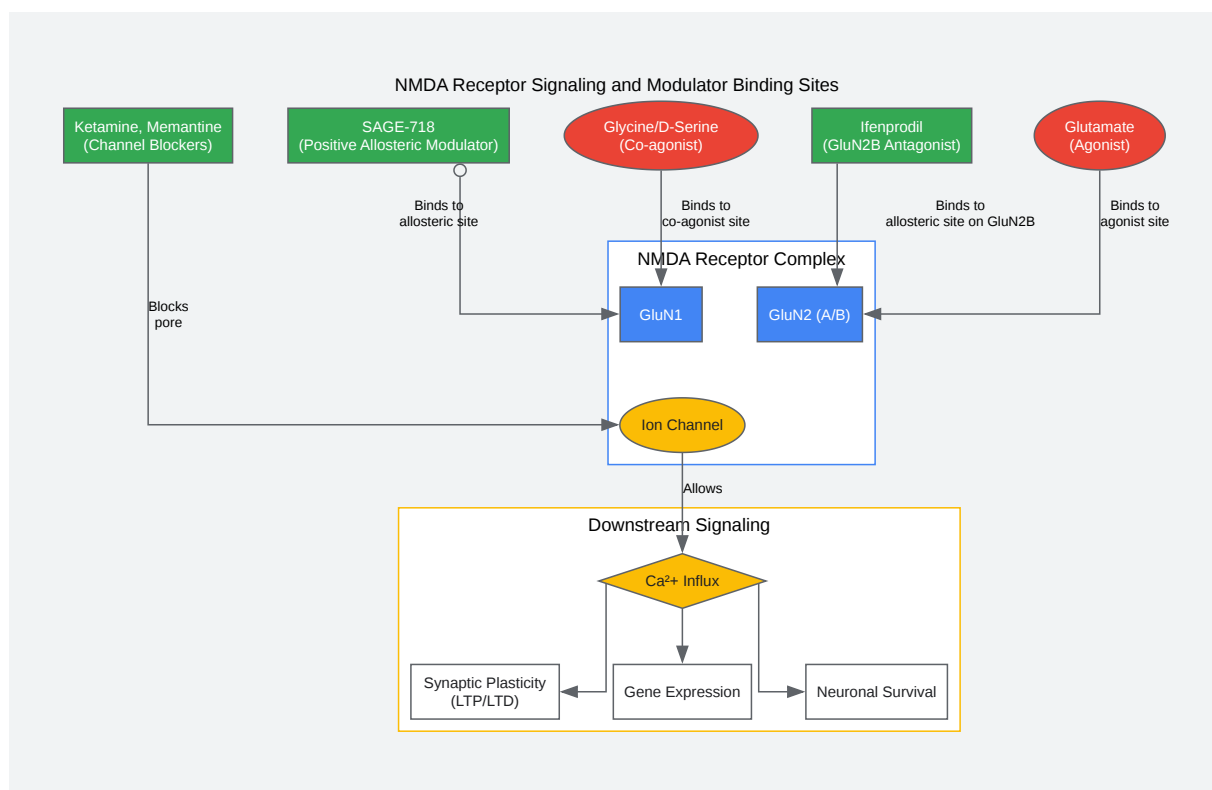 NMDA Receptor Signaling and Modulator Binding Sites
Ketamine, Memantine
(Channel Blockers)
SAGE-718
(Positive Allosteric Modulator)
Glycine/D-Serine
(Co-agonist)
Ifenprodil
(GluN2B Antagonist)
Glutamate
(Agonist)
Binds to
allosteric site
Binds to
co-agonist site
Binds to
allosteric site on GluN2B
Binds to
agonist site
NMDA Receptor Complex
Blocks
pore
GluN1
GluN2 (A/B)
Ion Channel
Allows
Downstream Signaling
Ca²+ Influx
Synaptic Plasticity
(LTP/LTD)
Gene Expression
Neuronal Survival